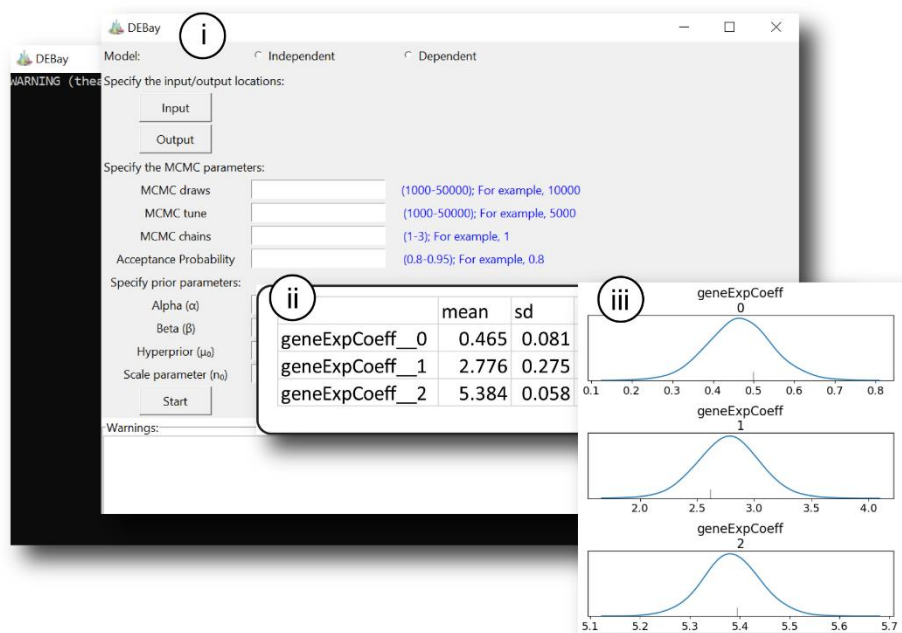 DEBay
i
DEBay
Model: Independent Dependent
WARNING (thea
Specify the input/output locations:
Input
Output
Specify the MCMC parameters:
MCMC draws (1000-50000); For example, 10000
MCMC tune (1000-50000); For example, 5000
MCMC chains (1-3); For example, 1
Acceptance Probability (0.8-0.95); For example, 0.8
Specify prior parameters:
Alpha (α)
Beta (β)
Hyperprior (μ₀)
Scale parameter (n₀)
Start
Warnings:
ii
mean sd
geneExpCoeff__0 0.465 0.081
geneExpCoeff__1 2.776 0.275
geneExpCoeff__2 5.384 0.058
iii
geneExpCoeff
0
0.1 0.2 0.3 0.4 0.5 0.6 0.7 0.8
geneExpCoeff
1
2.0 2.5 3.0 3.5 4.0
geneExpCoeff
2
5.1 5.2 5.3 5.4 5.5 5.6 5.7